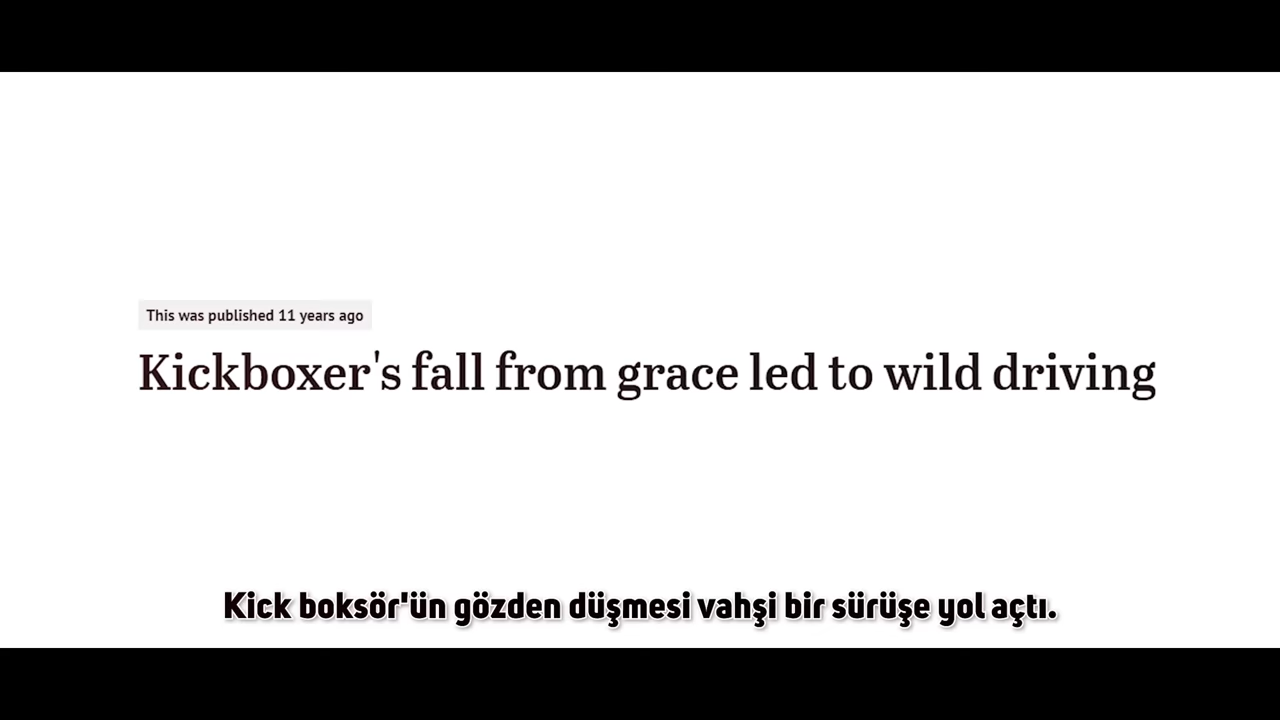 This was published 11 years ago
Kickboxer's fall from grace led to wild driving
Kick boksör'ün gözden düşmesi vahşi bir sürüşe yol açtı.